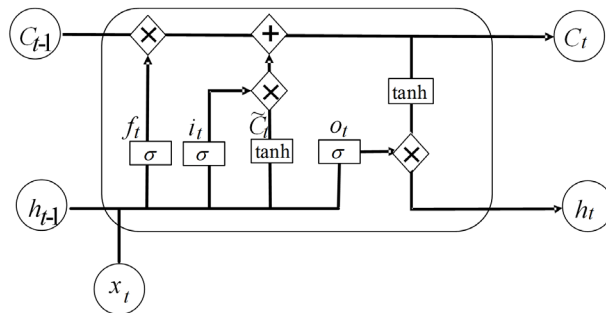 C_{t-1} × + C_t
tanh
×
f_t i_t C̃_t o_t
σ σ tanh σ ×
h_{t-1} h_t
x_t